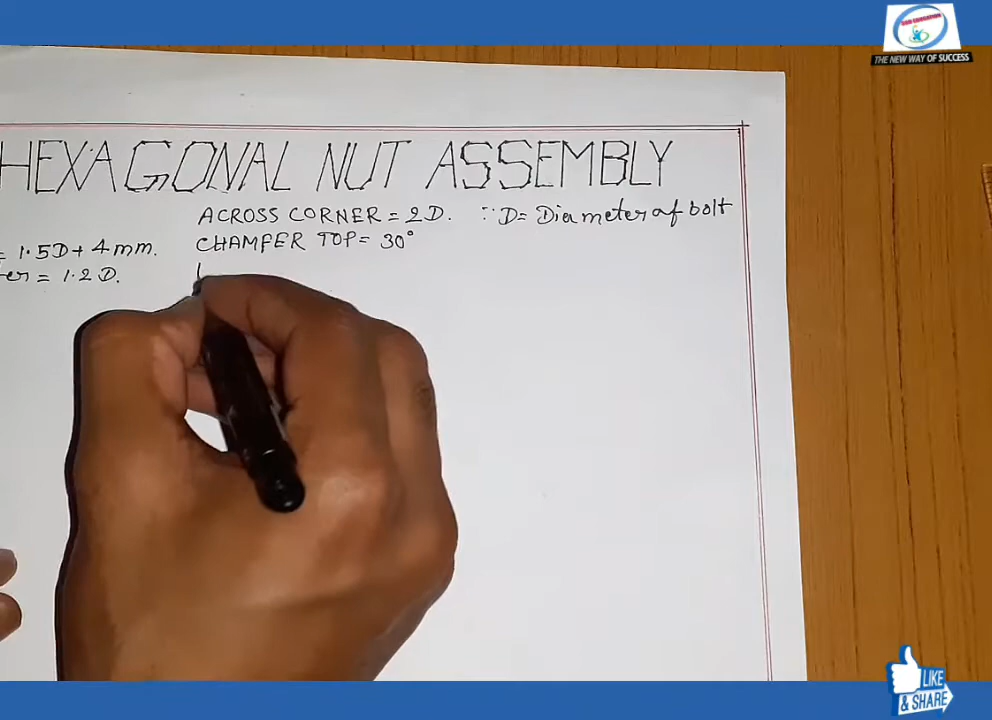 HEXAGONAL NUT ASSEMBLY
ACROSS CORNER = 2D. ∵ D= Diameter of bolt
= 1.5D + 4mm.
CHAMFER TOP = 30°
er = 1.2D.
THE NEW WAY OF SUCCESS
LIKE
& SHARE